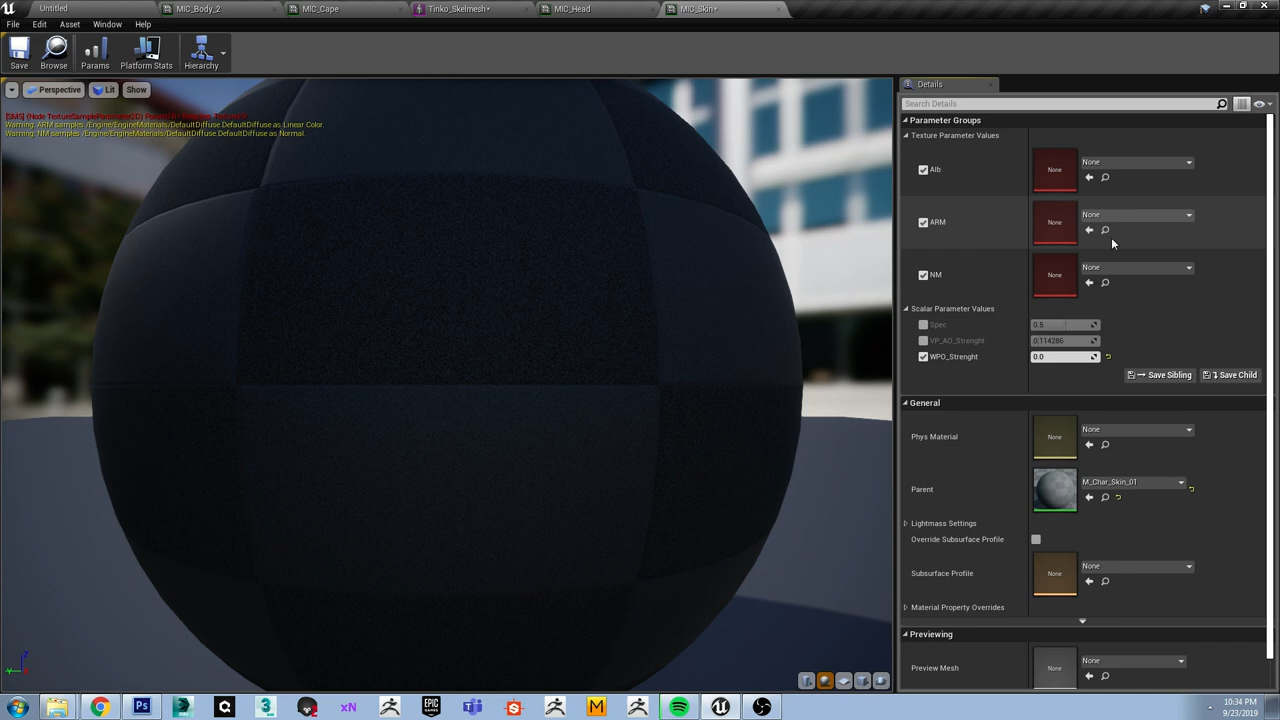 Untitled
MIC_Body_2
MIC_Cape
Tinko_Skelmesh*
MIC_Head
MIC_Skin*
File Edit Asset Window Help
Save Browse Params Platform Stats Hierarchy
Perspective Lit Show
Warning: ARM samples /Engine/EngineMaterials/DefaultDiffuse.DefaultDiffuse as Linear Color.
Warning: NM samples /Engine/EngineMaterials/DefaultDiffuse.DefaultDiffuse as Normal.
Details
Search Details
Parameter Groups
Texture Parameter Values
Alb None None
ARM None None
NM None None
Scalar Parameter Values
Spec 0.5
VP_AO_Strenght 0.114286
WPO_Strenght 0.0
Save Sibling Save Child
General
Phys Material None None
Parent M_Char_Skin_01
Lightmass Settings
Override Subsurface Profile
Subsurface Profile None None
Material Property Overrides
Previewing
Preview Mesh None None
10:34 PM
9/23/2019